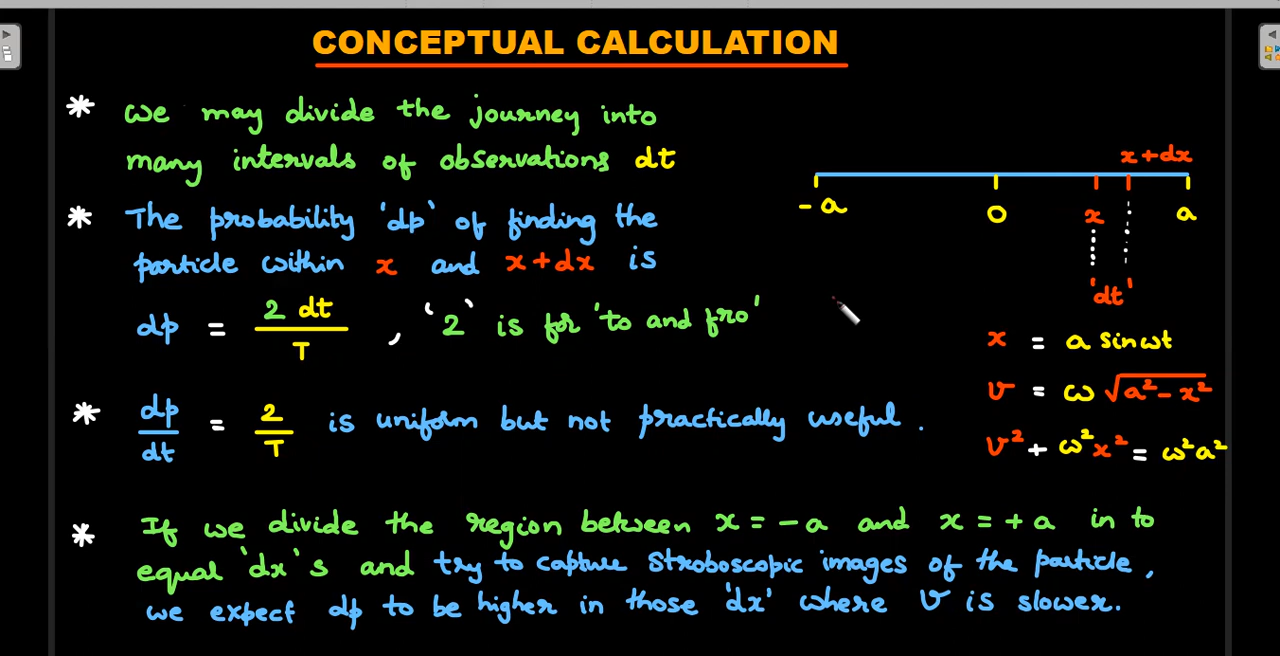 CONCEPTUAL CALCULATION
* We may divide the journey into
many intervals of observations dt
* The probability 'dp' of finding the
particle within x and x+dx is
dp = 2 dt / T , '2' is for 'to and fro'
* dp/dt = 2/T is uniform but not practically useful.
* If we divide the region between x = -a and x = +a in to
equal 'dx's and try to capture stroboscopic images of the particle,
we expect dp to be higher in those 'dx' where v is slower.
x+dx
-a 0 x a
'dt'
x = a sin ωt
v = ω √(a² - x²)
v² + ω²x² = ω²a²